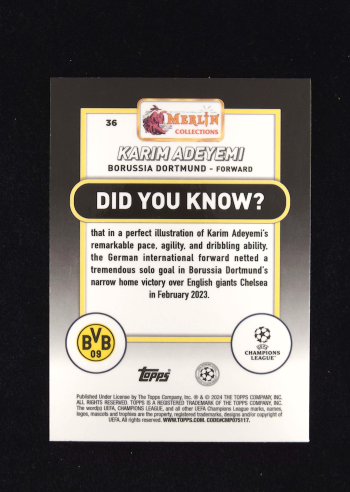 36
MERLIN
COLLECTIONS
KARIM ADEYEMI
BORUSSIA DORTMUND - FORWARD
DID YOU KNOW?
that in a perfect illustration of Karim Adeyemi's
remarkable pace, agility, and dribbling ability,
the German international forward netted a
tremendous solo goal in Borussia Dortmund's
narrow home victory over English giants Chelsea
in February 2023.
BVB
09
Topps
CHAMPIONS
LEAGUE
Published Under License by The Topps Company, Inc. ® & © 2024 THE TOPPS COMPANY, INC.
ALL RIGHTS RESERVED. TOPPS IS A REGISTERED TRADEMARK OF THE TOPPS COMPANY, INC.
The word(s) UEFA, CHAMPIONS LEAGUE, and all other UEFA Champions League marks, names,
logos, mascots and trophies are the property, registered trademarks, designs and/or copyright of
UEFA. All rights reserved. WWW.TOPPS.COM. CODE#CMP075117.